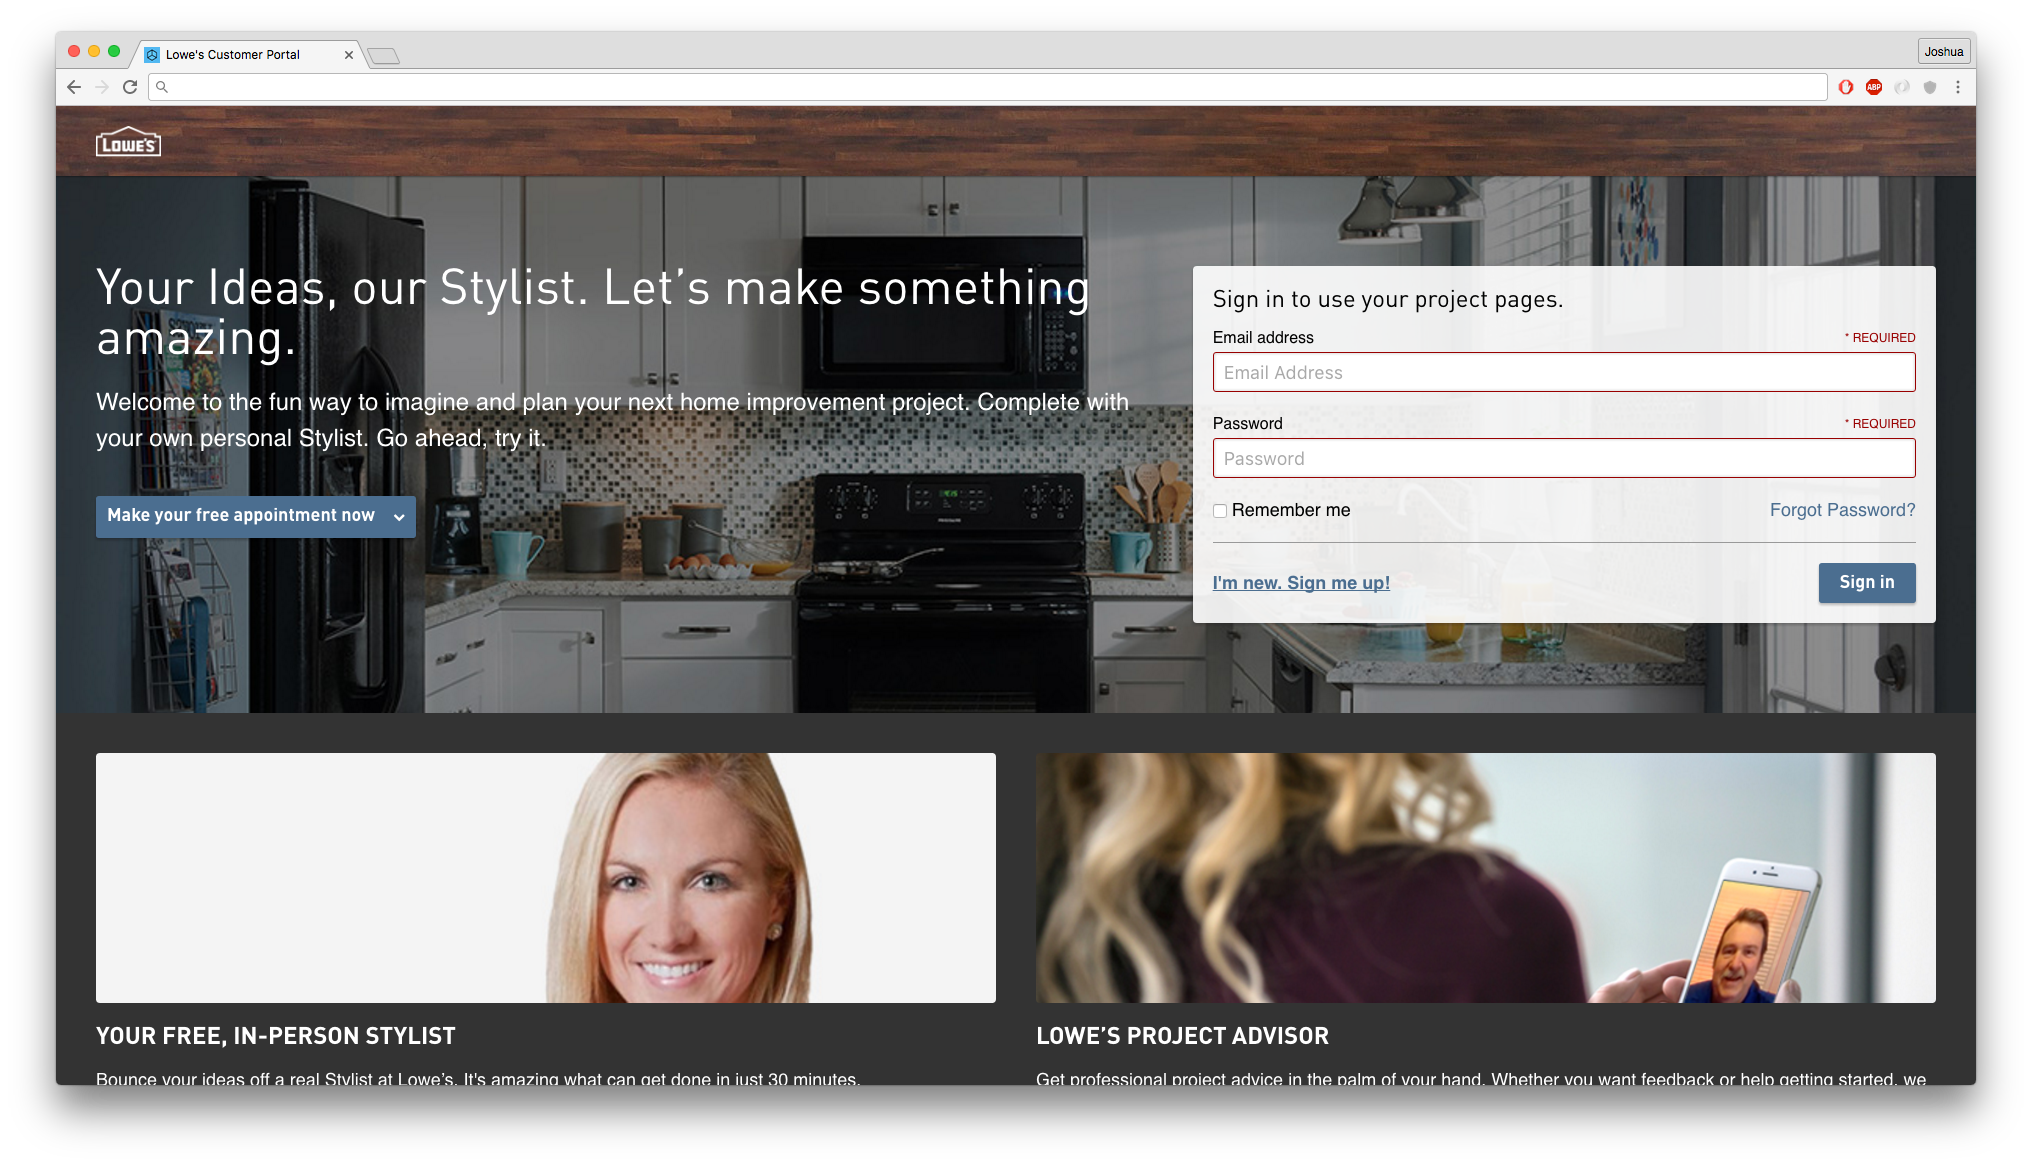 Lowe's Customer Portal
Joshua
ABP
LOWE'S
Your Ideas, our Stylist. Let’s make something
amazing.
Welcome to the fun way to imagine and plan your next home improvement project. Complete with
your own personal Stylist. Go ahead, try it.
Make your free appointment now
Sign in to use your project pages.
Email address
* REQUIRED
Email Address
Password
* REQUIRED
Password
Remember me
Forgot Password?
I'm new. Sign me up!
Sign in
YOUR FREE, IN-PERSON STYLIST
Bounce your ideas off a real Stylist at Lowe’s. It's amazing what can get done in just 30 minutes.
LOWE’S PROJECT ADVISOR
Get professional project advice in the palm of your hand. Whether you want feedback or help getting started, we